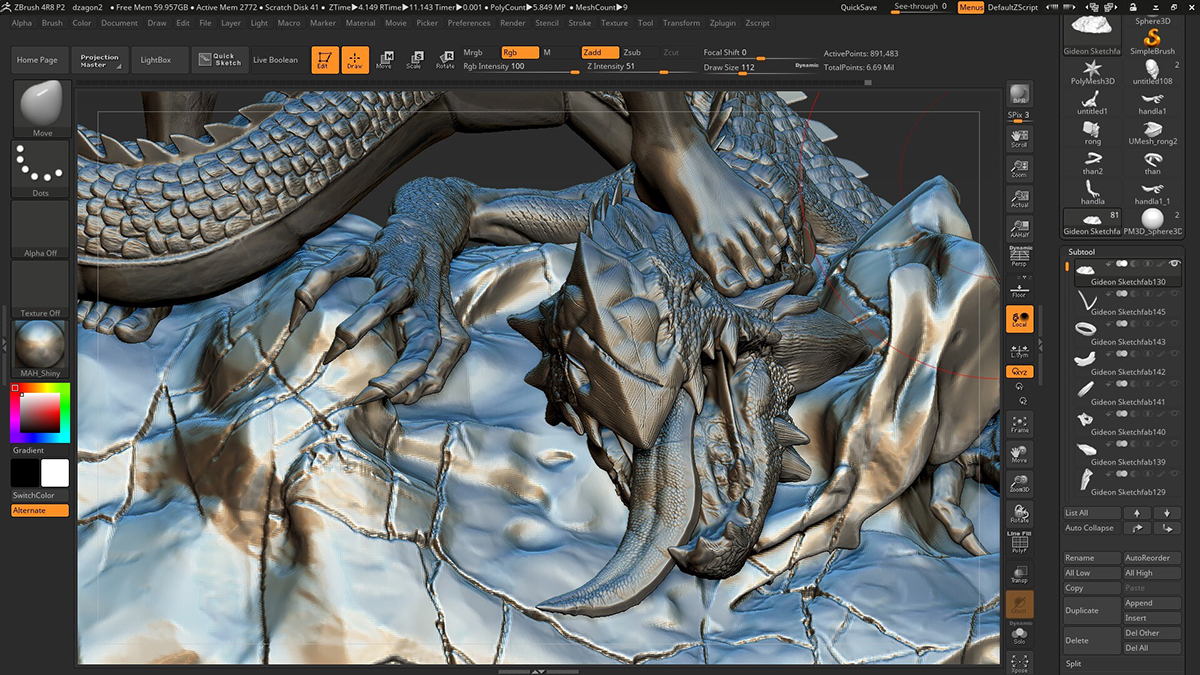 ZBrush 4R8 P2 dzagon2 • Free Mem 59.957GB • Active Mem 2772 • Scratch Disk 41 • ZTime▶4.149 RTime▶11.143 Timer▶0.001 • PolyCount▶5.849 MP • MeshCount▶9 QuickSave See-through 0 Menus DefaultZScript
Alpha Brush Color Document Draw Edit File Layer Light Macro Marker Material Movie Picker Preferences Render Stencil Stroke Texture Tool Transform Zplugin Zscript
Home Page
Projection Master
LightBox
Quick Sketch
Live Boolean
Edit
Draw
Move
Scale
Rotate
Mrgb Rgb M
Rgb Intensity 100
Zadd Zsub Zcut
Z Intensity 51
Focal Shift 0
Draw Size 112 Dynamic
ActivePoints: 891,483
TotalPoints: 6.69 Mil
Move
Dots
Alpha Off
Texture Off
MAH_Shiny
Gradient
SwitchColor
Alternate
BPR
SPix 3
Scroll
Zoom
Actual
AAHalf
Dynamic
Persp
Floor
Local
L.Sym
XYZ
Frame
Move
Zoom3D
Rotate
Line Fill
PolyF
Transp
Dynamic
Solo
Xpose
Sphere3D
Gideon Sketchfa SimpleBrush
2
PolyMesh3D untitled108
untitled1 handla1
rong UMesh_rong2
than2 than
handla handla1_1
81 2
Gideon Sketchfa PM3D_Sphere3D
Subtool
Gideon Sketchfab130
Gideon Sketchfab145
Gideon Sketchfab143
Gideon Sketchfab142
Gideon Sketchfab141
Gideon Sketchfab140
Gideon Sketchfab139
Gideon Sketchfab129
List All
Auto Collapse
Rename AutoReorder
All Low All High
Copy Paste
Duplicate Append
Insert
Delete Del Other
Del All
Split